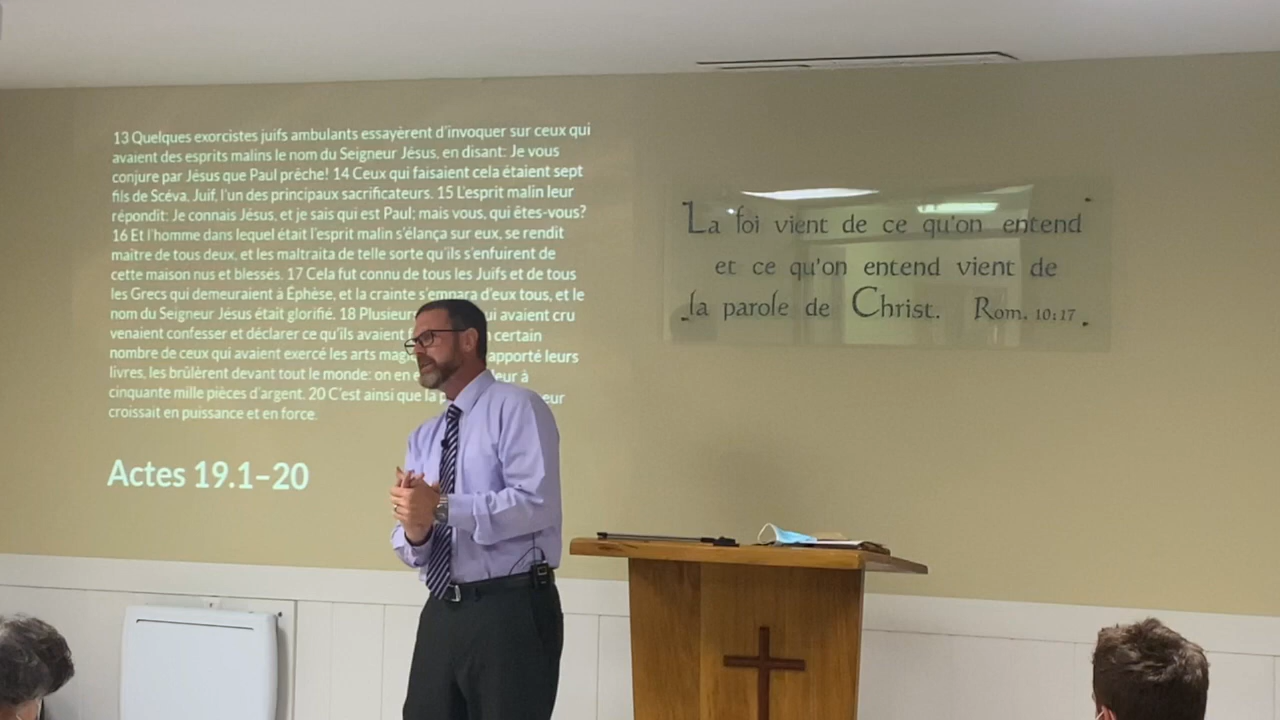 13 Quelques exorcistes juifs ambulants essayèrent d'invoquer sur ceux qui
avaient des esprits malins le nom du Seigneur Jésus, en disant: Je vous
conjure par Jésus que Paul prêche! 14 Ceux qui faisaient cela étaient sept
fils de Scéva, Juif, l'un des principaux sacrificateurs. 15 L'esprit malin leur
répondit: Je connais Jésus, et je sais qui est Paul; mais vous, qui êtes-vous?
16 Et l'homme dans lequel était l'esprit malin s'élança sur eux, se rendit
maître de tous deux, et les maltraita de telle sorte qu'ils s'enfuirent de
cette maison nus et blessés. 17 Cela fut connu de tous les Juifs et de tous
les Grecs qui demeuraient à Éphèse, et la crainte s'empara d'eux tous, et le
nom du Seigneur Jésus était glorifié. 18 Plusieur ui avaient cru
venaient confesser et déclarer ce qu'ils avaient certain
nombre de ceux qui avaient exercé les arts mag apporté leurs
livres, les brûlèrent devant tout le monde: on en e leur à
cinquante mille pièces d'argent. 20 C'est ainsi que la p eur
croissait en puissance et en force.
Actes 19.1–20
La foi vient de ce qu'on entend
et ce qu'on entend vient de
la parole de Christ. Rom. 10:17